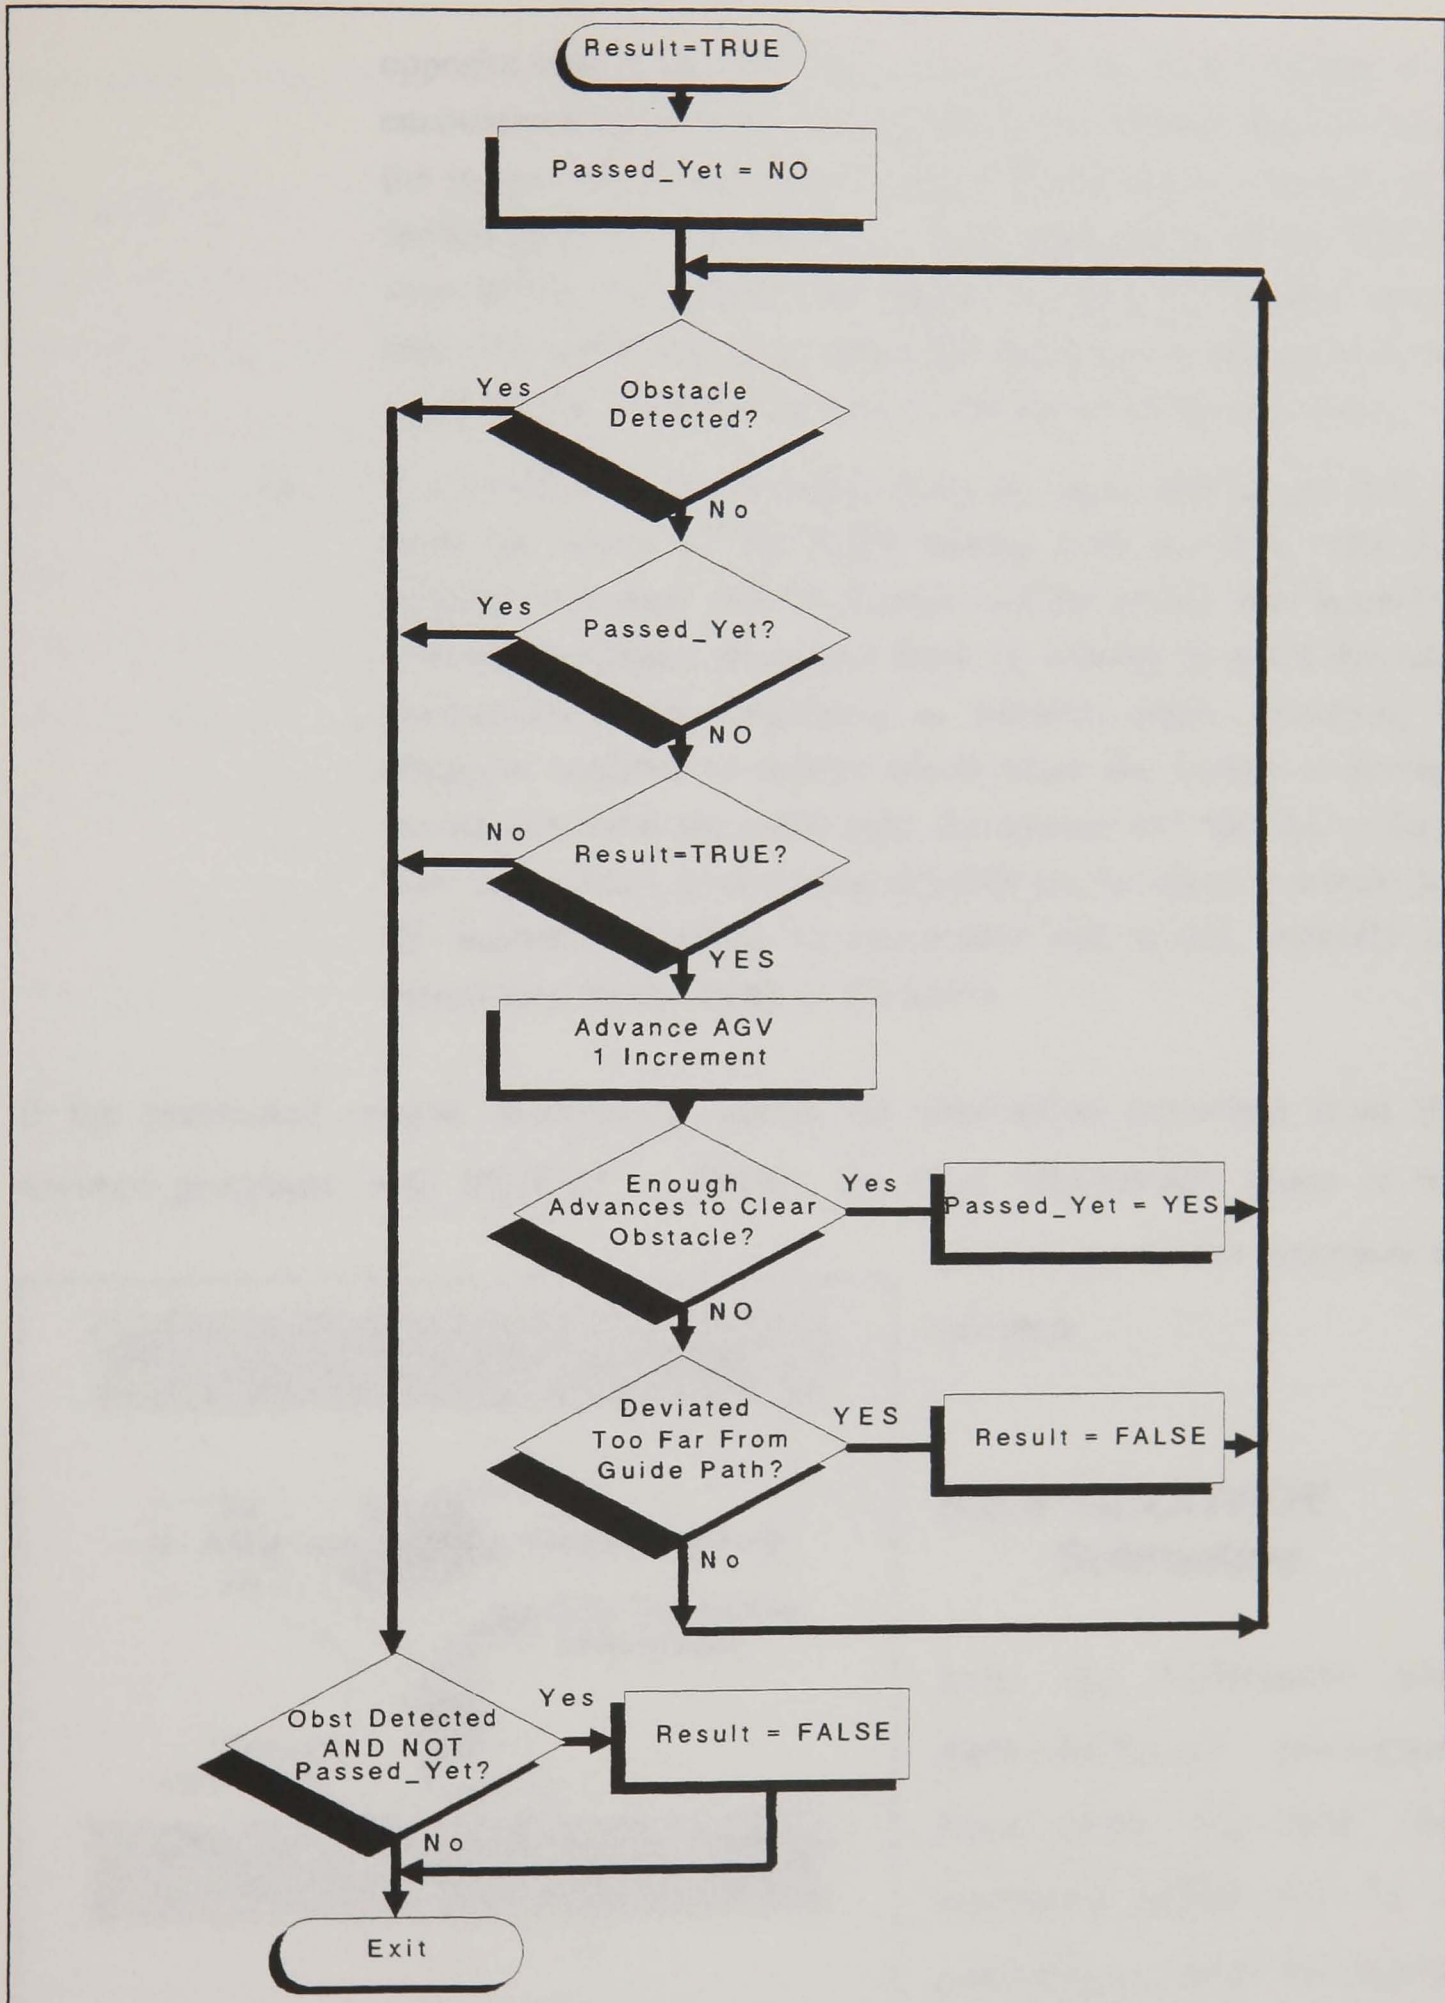 Result=TRUE
Passed_Yet = NO
Yes
Obstacle
Detected?
No
Yes
Passed_Yet?
NO
No
Result=TRUE?
YES
Advance AGV
1 Increment
Enough
Advances to Clear
Obstacle?
Yes
Passed_Yet = YES
NO
Deviated
Too Far From
Guide Path?
YES
Result = FALSE
No
Obst Detected
AND NOT
Passed_Yet?
Yes
Result = FALSE
No
Exit